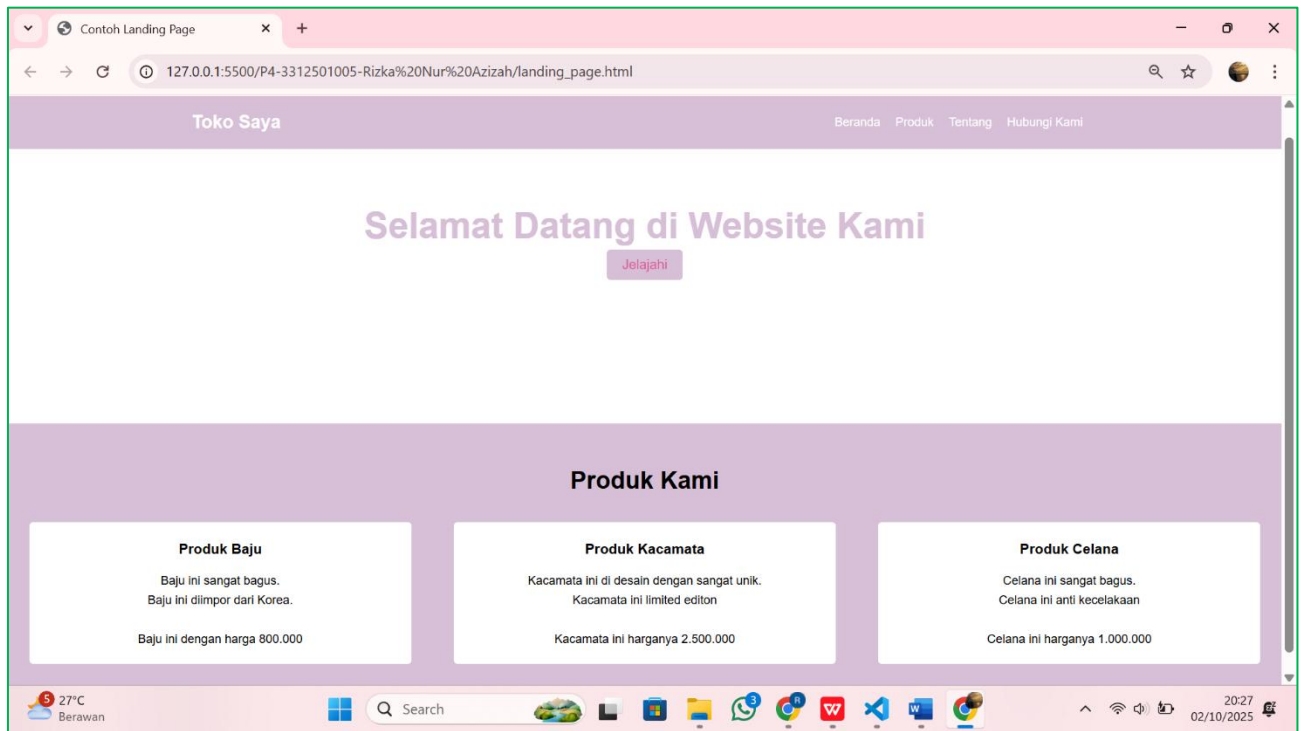 Contoh Landing Page
127.0.0.1:5500/P4-3312501005-Rizka%20Nur%20Azizah/landing_page.html
Toko Saya
Beranda Produk Tentang Hubungi Kami
Selamat Datang di Website Kami
Jelajahi
Produk Kami
Produk Baju
Baju ini sangat bagus.
Baju ini diimpor dari Korea.
Baju ini dengan harga 800.000
Produk Kacamata
Kacamata ini di desain dengan sangat unik.
Kacamata ini limited editon
Kacamata ini harganya 2.500.000
Produk Celana
Celana ini sangat bagus.
Celana ini anti kecelakaan
Celana ini harganya 1.000.000
5
27°C
Berawan
Search
3
R
W
W
20:27
02/10/2025